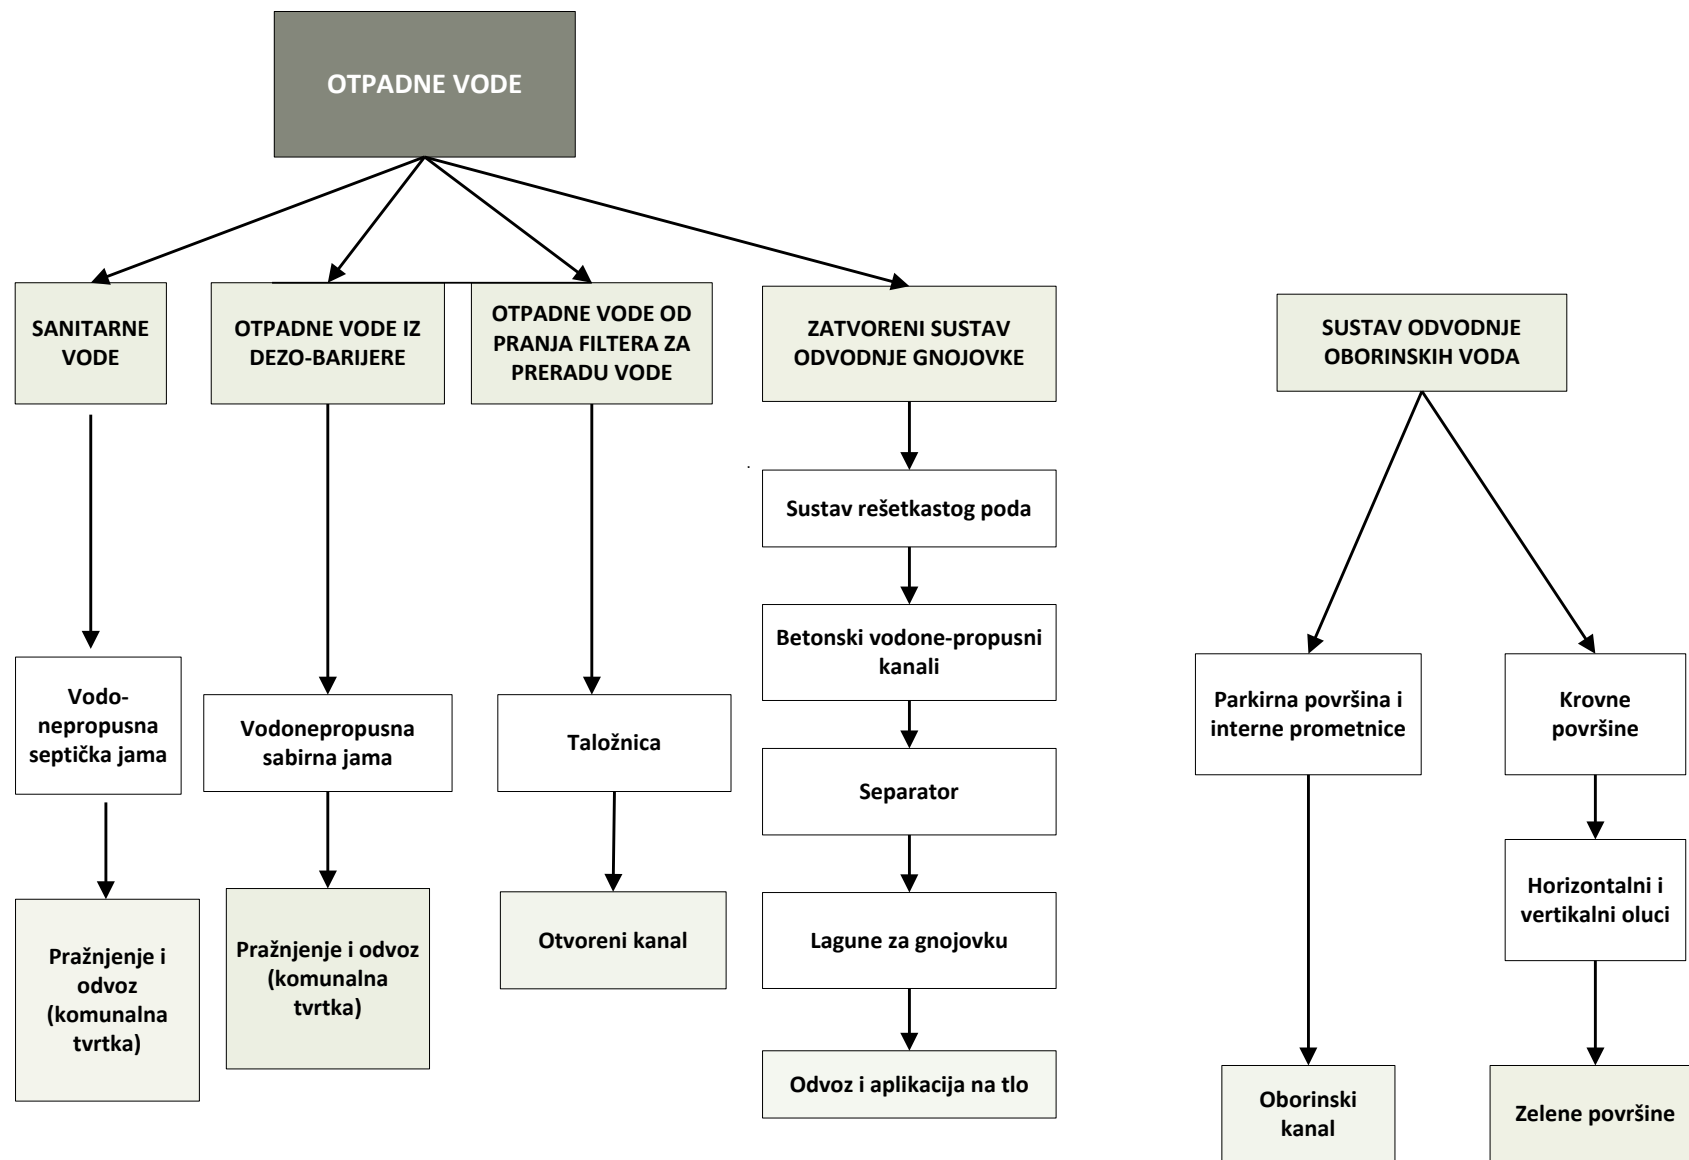 OTPADNE VODE
SANITARNE
VODE
OTPADNE VODE IZ
DEZO-BARIJERE
OTPADNE VODE OD
PRANJA FILTERA ZA
PRERADU VODE
ZATVORENI SUSTAV
ODVODNJE GNOJOVKE
SUSTAV ODVODNJE
OBORINSKIH VODA
Sustav rešetkastog poda
Betonski vodone-propusni
kanali
Vodo-
nepropusna
septička jama
Vodonepropusna
sabirna jama
Taložnica
Separator
Parkirna površina i
interne prometnice
Krovne
površine
Horizontalni i
vertikalni oluci
Pražnjenje i
odvoz
(komunalna
tvrtka)
Pražnjenje i odvoz
(komunalna
tvrtka)
Otvoreni kanal
Lagune za gnojovku
Odvoz i aplikacija na tlo
Oborinski
kanal
Zelene površine